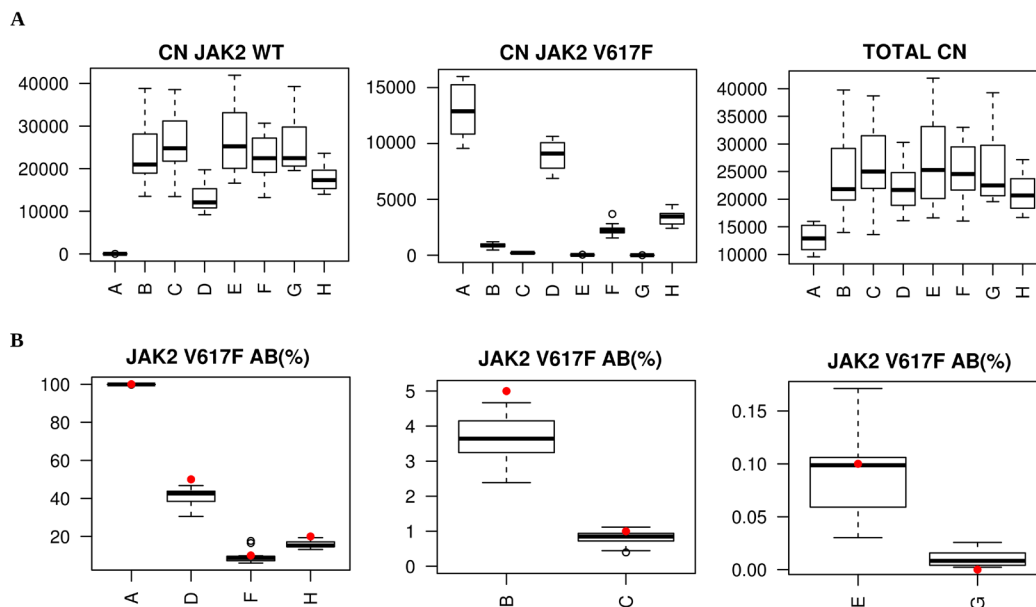 A
CN JAK2 WT
40000
30000
20000
10000
0
A B C D E F G H
CN JAK2 V617F
15000
10000
5000
0
A B C D E F G H
TOTAL CN
40000
35000
30000
25000
20000
15000
10000
A B C D E F G H
B
JAK2 V617F AB(%)
100
80
60
40
20
A D F H
JAK2 V617F AB(%)
5
4
3
2
1
0
B C
JAK2 V617F AB(%)
0.15
0.10
0.05
0.00
E G